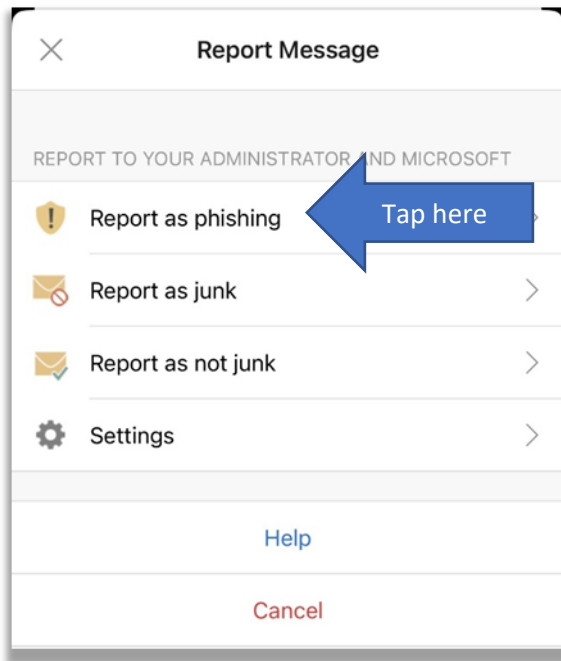 Report Message
REPORT TO YOUR ADMINISTRATOR AND MICROSOFT
Report as phishing
Tap here
Report as junk
Report as not junk
Settings
Help
Cancel